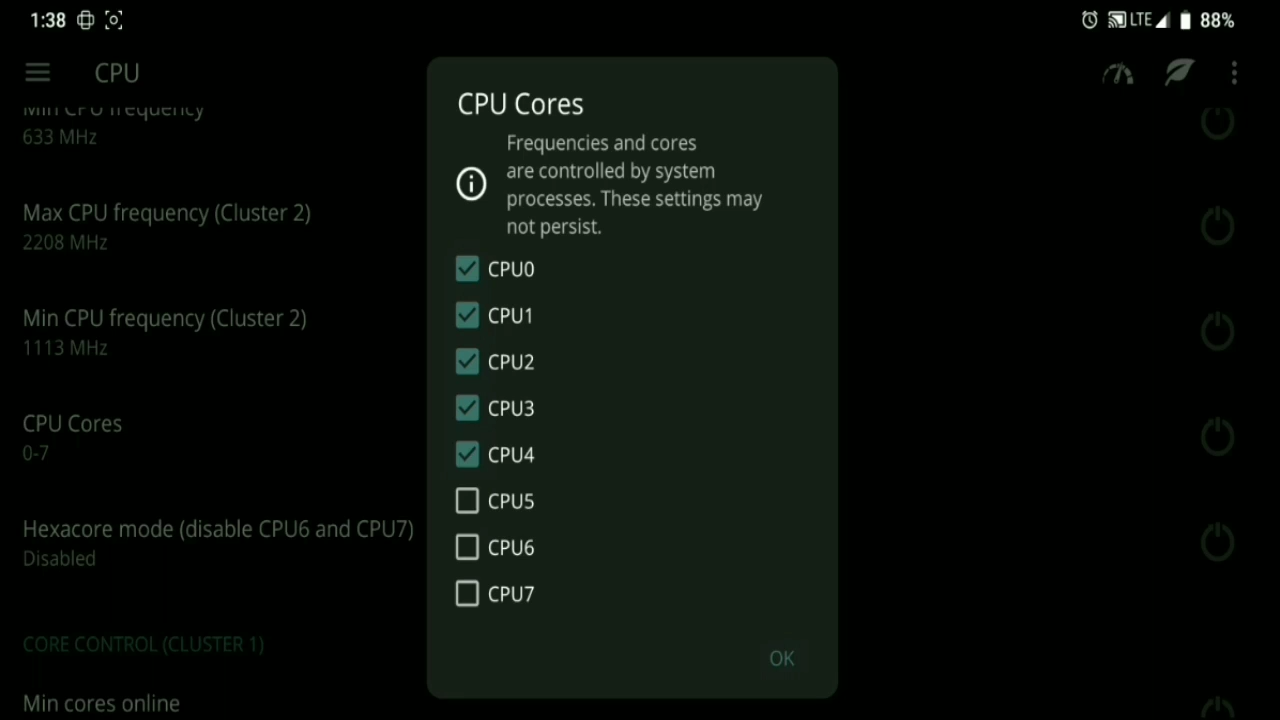 1:38
LTE
88%
CPU
Min CPU frequency
633 MHz
Max CPU frequency (Cluster 2)
2208 MHz
Min CPU frequency (Cluster 2)
1113 MHz
CPU Cores
0-7
Hexacore mode (disable CPU6 and CPU7)
Disabled
CORE CONTROL (CLUSTER 1)
Min cores online
CPU Cores
Frequencies and cores
are controlled by system
processes. These settings may
not persist.
CPU0
CPU1
CPU2
CPU3
CPU4
CPU5
CPU6
CPU7
OK